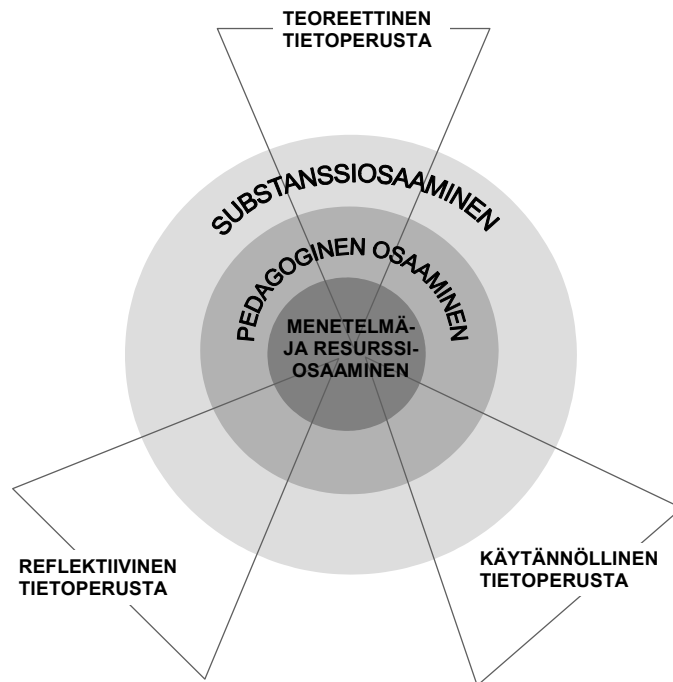 TEOREETTINEN
TIETOPERUSTA
SUBSTANSSIOSAAMINEN
PEDAGOGINEN OSAAMINEN
MENETELMÄ-
JA RESURSSI-
OSAAMINEN
REFLEKTIIVINEN
TIETOPERUSTA
KÄYTÄNNÖLLINEN
TIETOPERUSTA